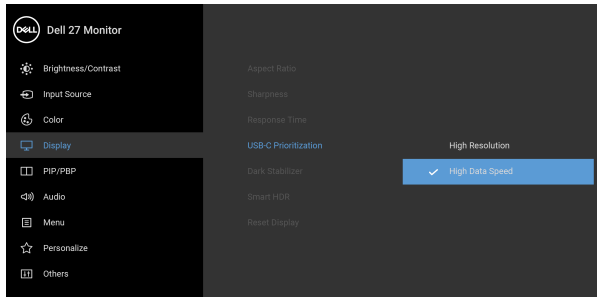 DELL
Dell 27 Monitor
Brightness/Contrast
Input Source
Color
Display
PIP/PBP
Audio
Menu
Personalize
Others
Aspect Ratio
Sharpness
Response Time
USB-C Prioritization
Dark Stabilizer
Smart HDR
Reset Display
High Resolution
High Data Speed